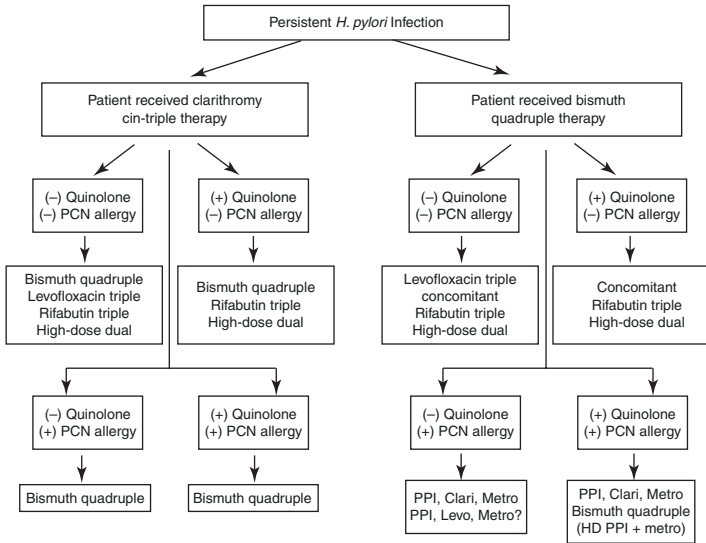 Persistent H. pylori Infection
Patient received clarithromy
cin-triple therapy
Patient received bismuth
quadruple therapy
(–) Quinolone
(–) PCN allergy
(+) Quinolone
(–) PCN allergy
(–) Quinolone
(–) PCN allergy
(+) Quinolone
(–) PCN allergy
Bismuth quadruple
Levofloxacin triple
Rifabutin triple
High-dose dual
Bismuth quadruple
Rifabutin triple
High-dose dual
Levofloxacin triple
concomitant
Rifabutin triple
High-dose dual
Concomitant
Rifabutin triple
High-dose dual
(–) Quinolone
(+) PCN allergy
(+) Quinolone
(+) PCN allergy
(–) Quinolone
(+) PCN allergy
(+) Quinolone
(+) PCN allergy
Bismuth quadruple
Bismuth quadruple
PPI, Clari, Metro
PPI, Levo, Metro?
PPI, Clari, Metro
Bismuth quadruple
(HD PPI + metro)